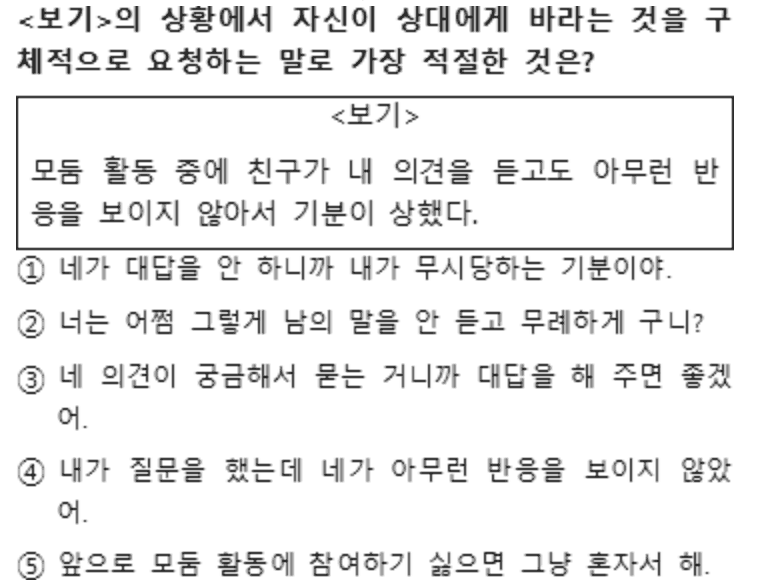 <보기>의 상황에서 자신이 상대에게 바라는 것을 구
체적으로 요청하는 말로 가장 적절한 것은?
<보기>
모둠 활동 중에 친구가 내 의견을 듣고도 아무런 반
응을 보이지 않아서 기분이 상했다.
① 네가 대답을 안 하니까 내가 무시당하는 기분이야.
② 너는 어쩜 그렇게 남의 말을 안 듣고 무례하게 구니?
③ 네 의견이 궁금해서 묻는 거니까 대답을 해 주면 좋겠
어.
④ 내가 질문을 했는데 네가 아무런 반응을 보이지 않았
어.
⑤ 앞으로 모둠 활동에 참여하기 싫으면 그냥 혼자서 해.